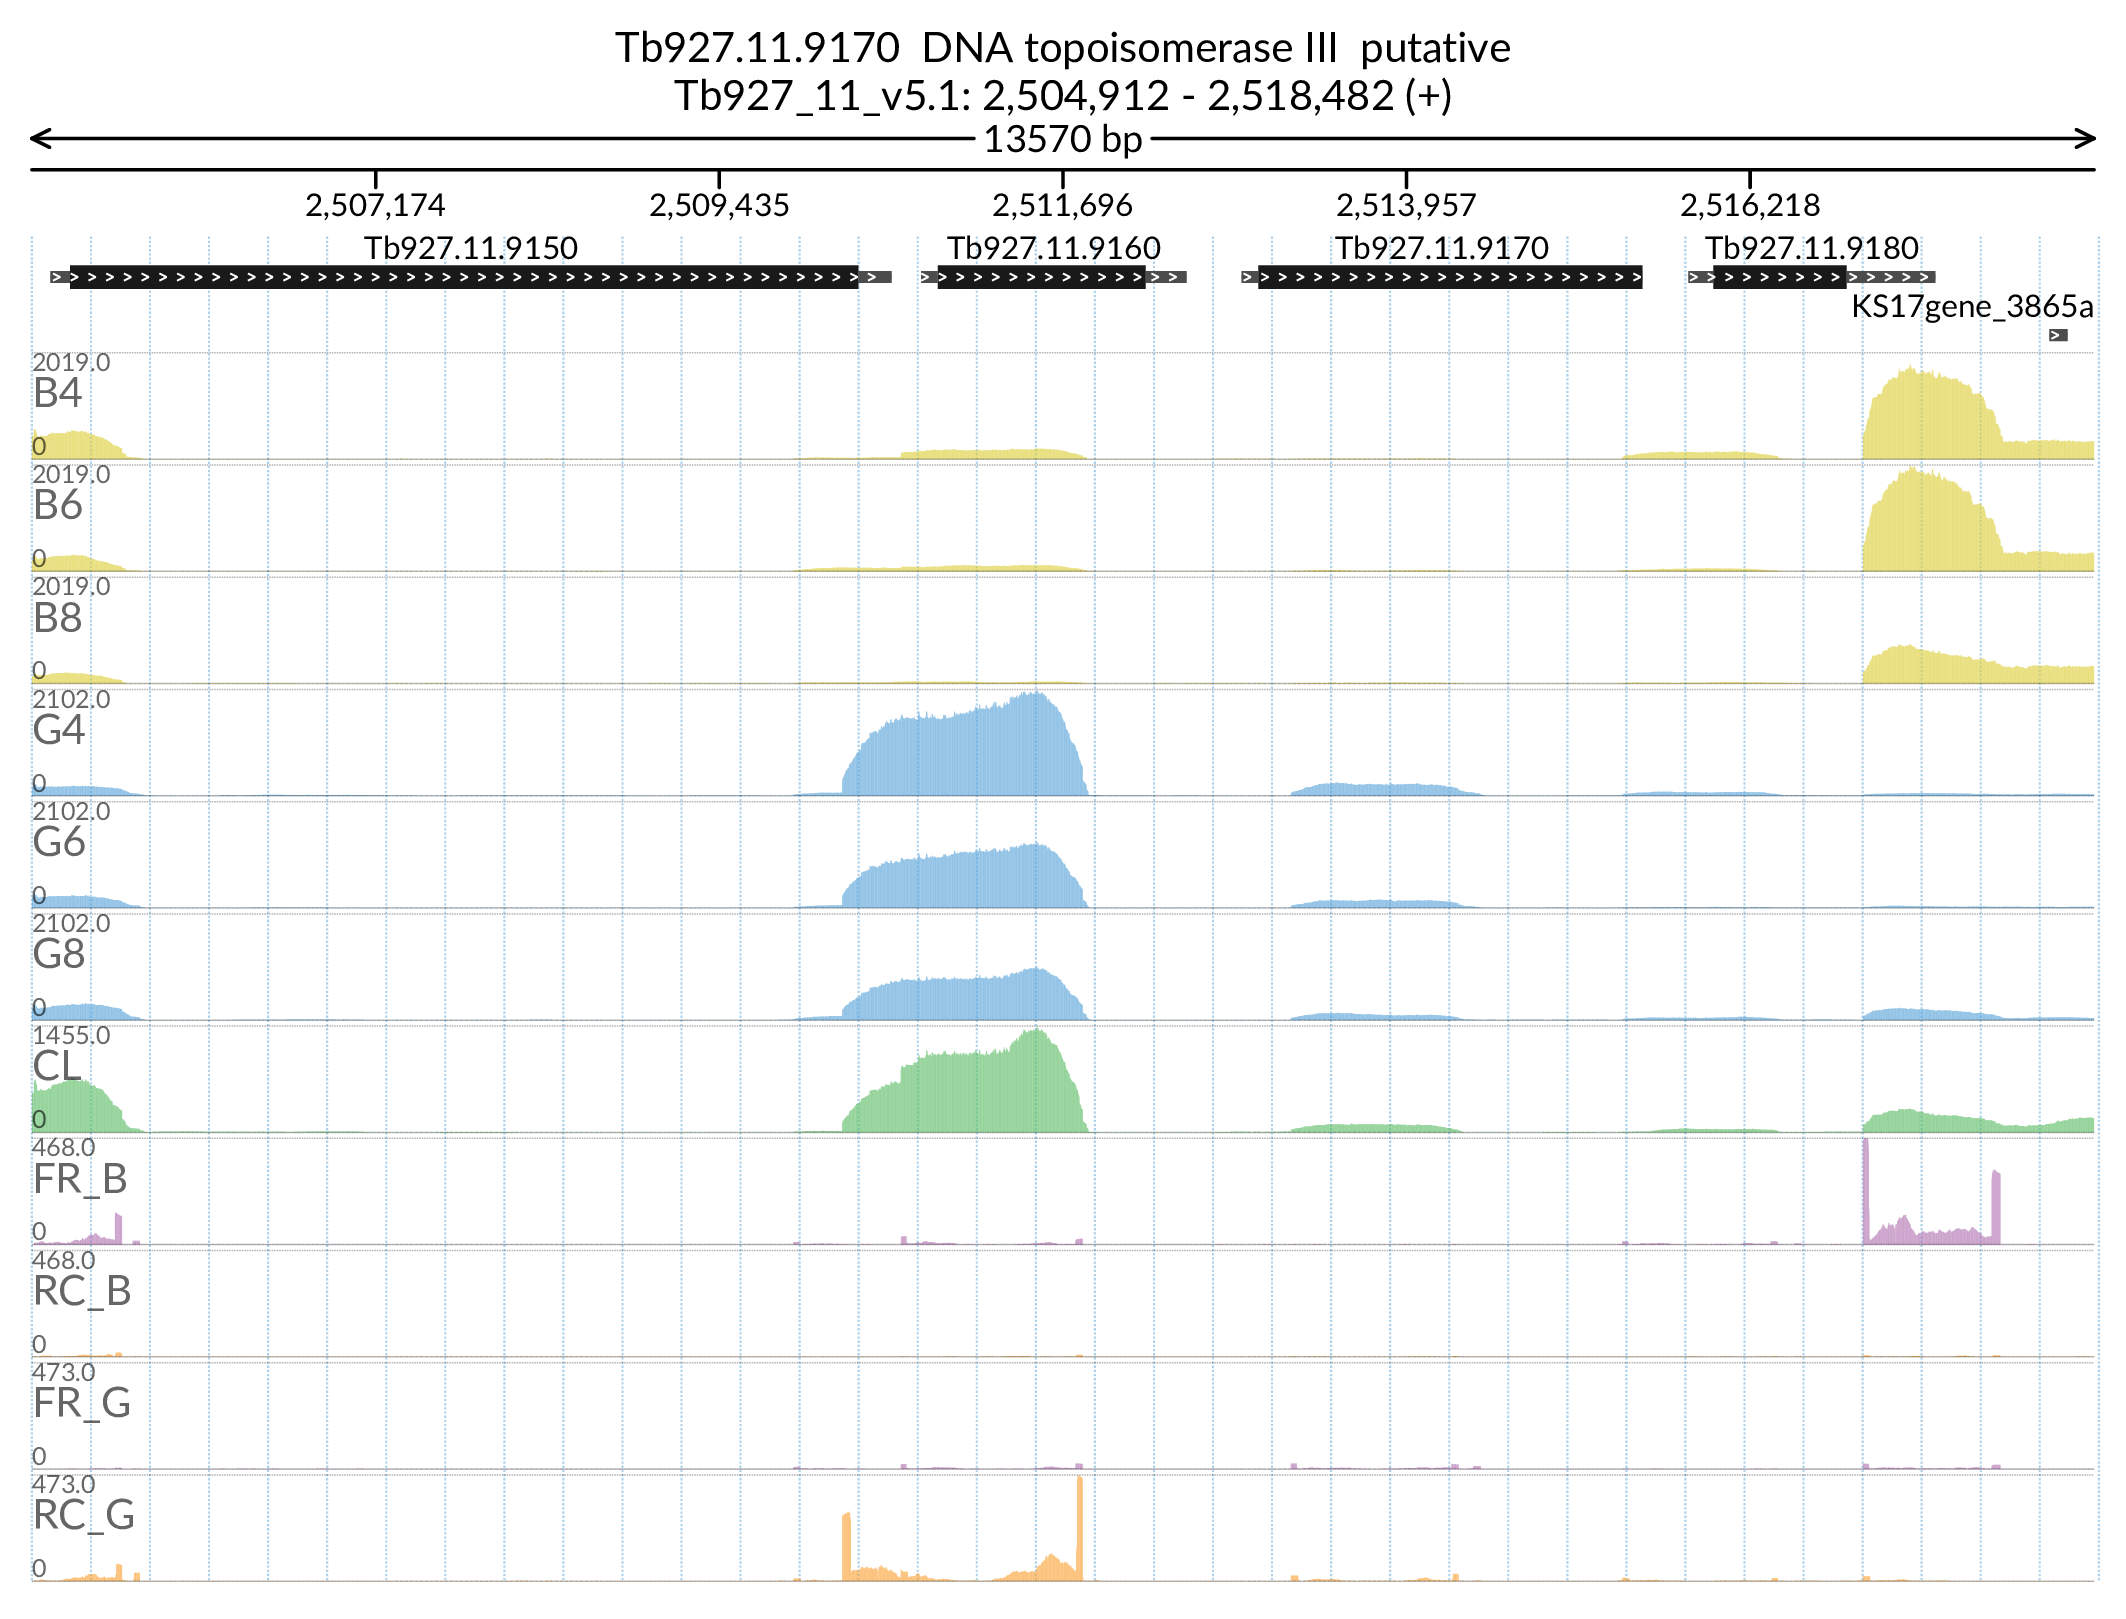 Tb927.11.9170 DNA topoisomerase III putative
Tb927_11_v5.1: 2,504,912 - 2,518,482 (+)
13570 bp
2,507,174 2,509,435 2,511,696 2,513,957 2,516,218
Tb927.11.9150 Tb927.11.9160 Tb927.11.9170 Tb927.11.9180
KS17gene_3865a
2019.0
B4
0
2019.0
B6
0
2019.0
B8
0
2102.0
G4
0
2102.0
G6
0
2102.0
G8
0
1455.0
CL
0
468.0
FR_B
0
468.0
RC_B
0
473.0
FR_G
0
473.0
RC_G
0